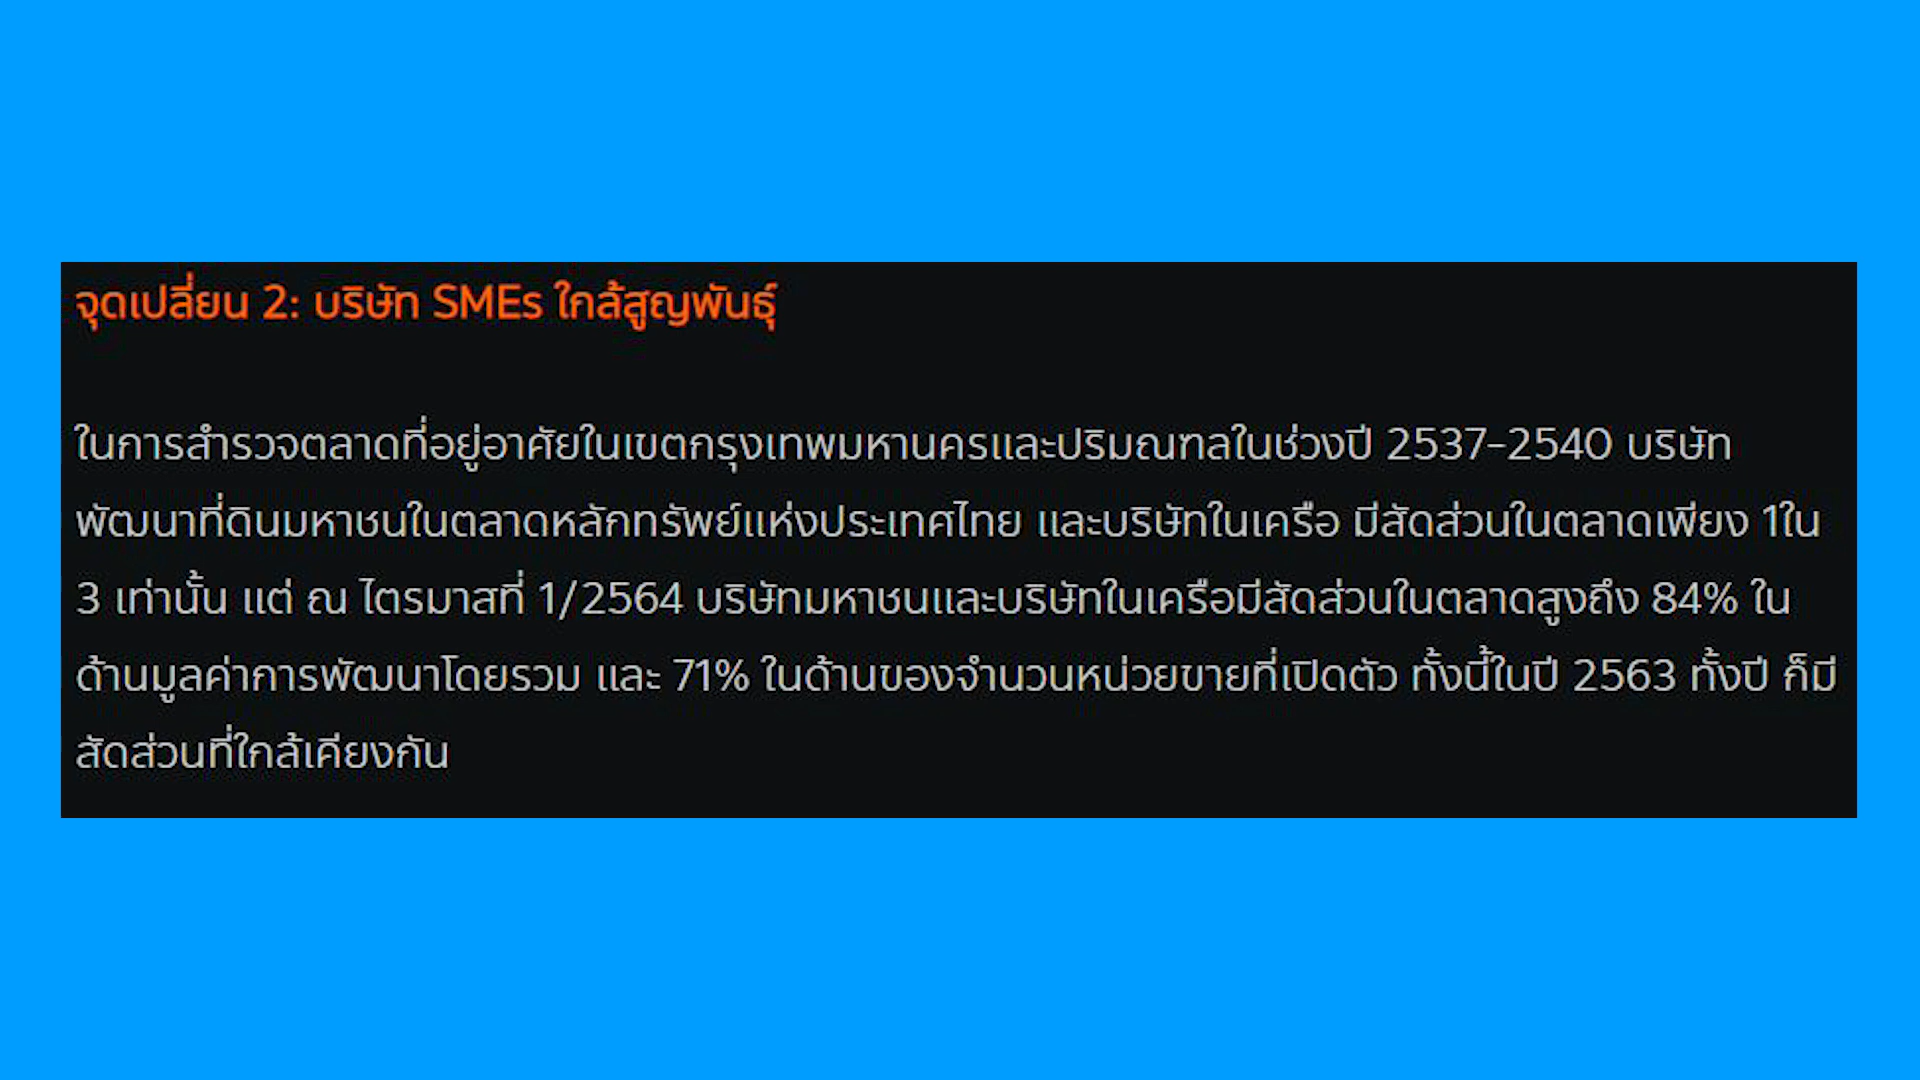 จุดเปลี่ยน 2: บริษัท SMEs ใกล้สูญพันธุ์
ในการสำรวจตลาดที่อยู่อาศัยในเขตกรุงเทพมหานครและปริมณฑลในช่วงปี 2537-2540 บริษัท
พัฒนาที่ดินมหาชนในตลาดหลักทรัพย์แห่งประเทศไทย และบริษัทในเครือ มีสัดส่วนในตลาดเพียง 1ใน
3 เท่านั้น แต่ ณ ไตรมาสที่ 1/2564 บริษัทมหาชนและบริษัทในเครือมีสัดส่วนในตลาดสูงถึง 84% ใน
ด้านมูลค่าการพัฒนาโดยรวม และ 71% ในด้านของจำนวนหน่วยขายที่เปิดตัว ทั้งนี้ในปี 2563 ทั้งปี ก็มี
สัดส่วนที่ใกล้เคียงกัน